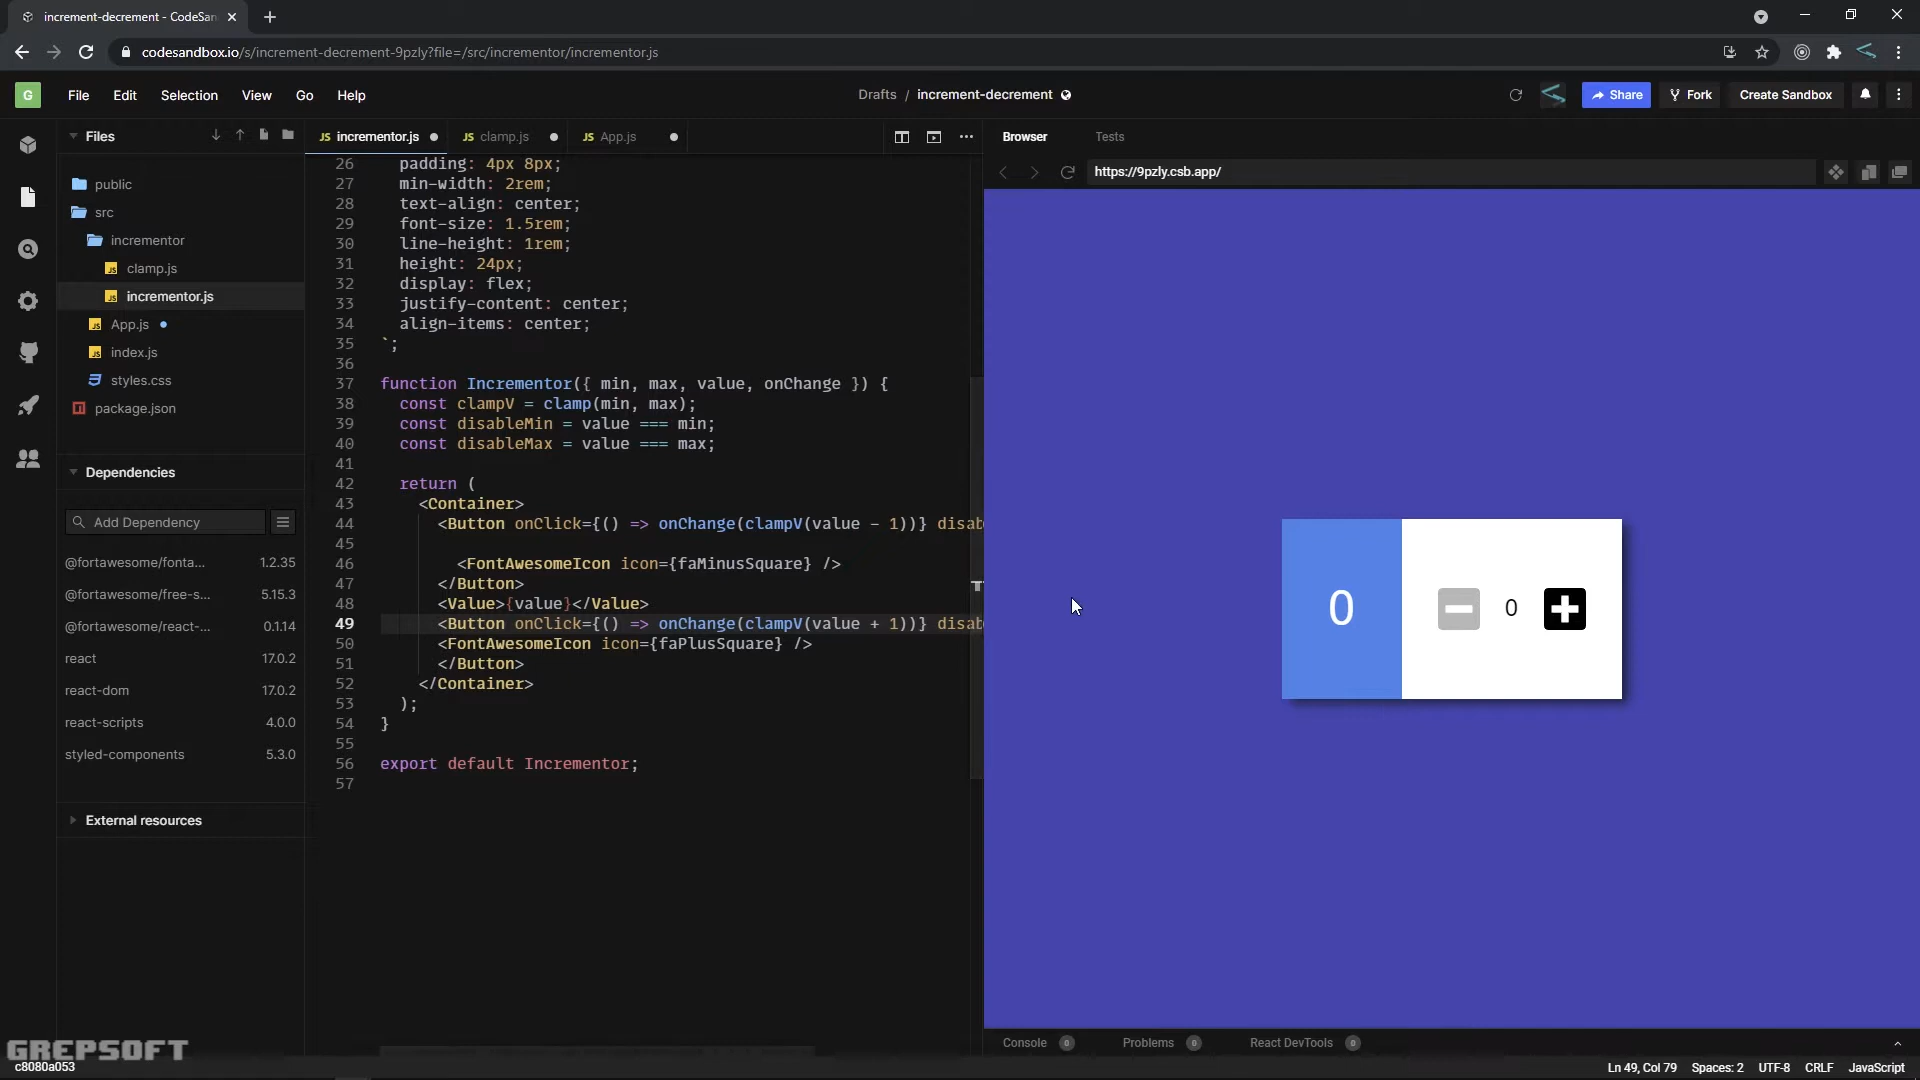 increment-decrement - CodeSan
codesandbox.io/s/increment-decrement-9pzly?file=/src/incrementor/incrementor.js
G File Edit Selection View Go Help
Drafts / increment-decrement
Share Fork Create Sandbox
Files
public
src
incrementor
JS clamp.js
JS incrementor.js
JS App.js
JS index.js
styles.css
package.json
Dependencies
Add Dependency
@fortawesome/fonta... 1.2.35
@fortawesome/free-s... 5.15.3
@fortawesome/react-... 0.1.14
react 17.0.2
react-dom 17.0.2
react-scripts 4.0.0
styled-components 5.3.0
External resources
JS incrementor.js JS clamp.js JS App.js
26 padding: 4px 8px;
27 min-width: 2rem;
28 text-align: center;
29 font-size: 1.5rem;
30 line-height: 1rem;
31 height: 24px;
32 display: flex;
33 justify-content: center;
34 align-items: center;
35 `;
36
37 function Incrementor({ min, max, value, onChange }) {
38 const clampV = clamp(min, max);
39 const disableMin = value === min;
40 const disableMax = value === max;
41
42 return (
43 <Container>
44 <Button onClick={() => onChange(clampV(value - 1))} disab
45
46 <FontAwesomeIcon icon={faMinusSquare} />
47 </Button>
48 <Value>{value}</Value>
49 <Button onClick={() => onChange(clampV(value + 1))} disab
50 <FontAwesomeIcon icon={faPlusSquare} />
51 </Button>
52 </Container>
53 );
54 }
55
56 export default Incrementor;
57
Browser Tests
https://9pzly.csb.app/
0 0
Console 0 Problems 0 React DevTools 0
GREPSOFT
c8080a053
Ln 49, Col 79 Spaces: 2 UTF-8 CRLF JavaScript